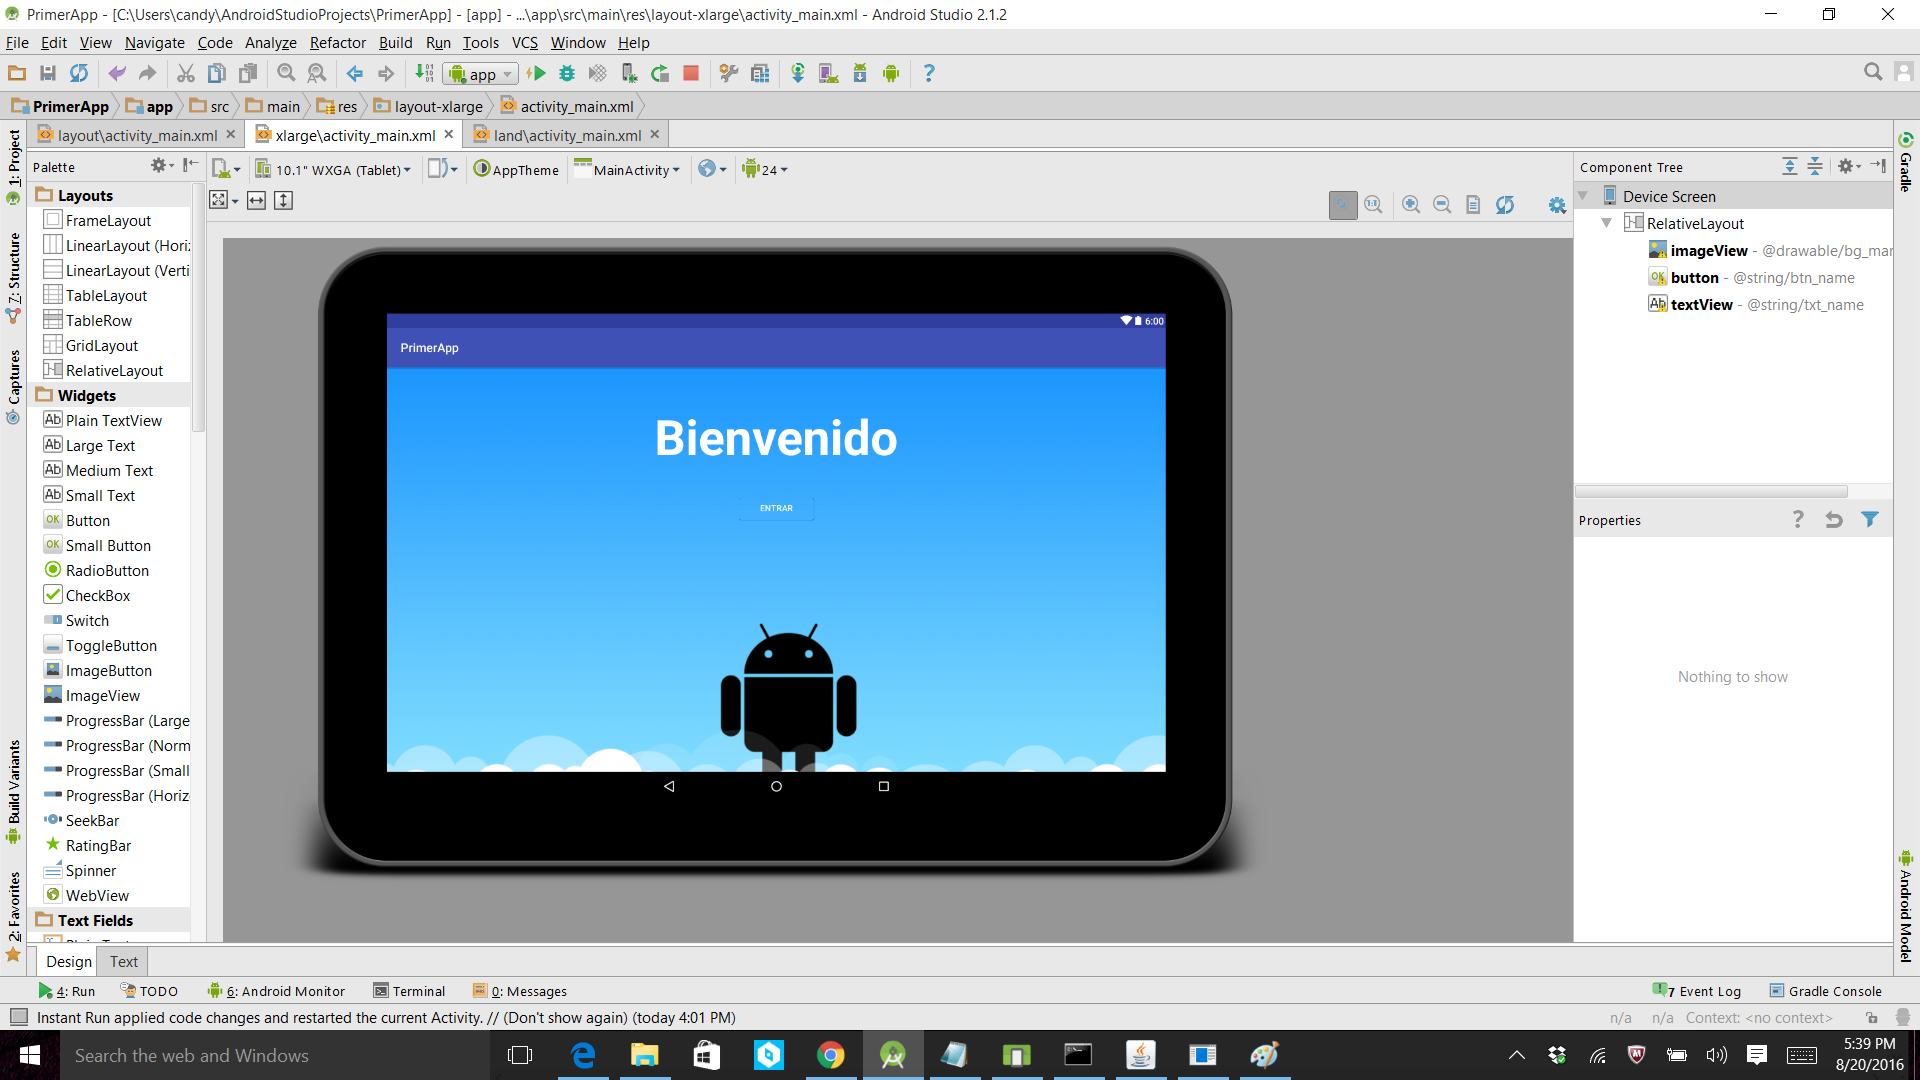 PrimerApp - [C:\Users\candy\AndroidStudioProjects\PrimerApp] - [app] - ...\app\src\main\res\layout-xlarge\activity_main.xml - Android Studio 2.1.2
File Edit View Navigate Code Analyze Refactor Build Run Tools VCS Window Help
app
PrimerApp app src main res layout-xlarge activity_main.xml
layout\activity_main.xml xlarge\activity_main.xml land\activity_main.xml
1: Project
7: Structure
Captures
Build Variants
2: Favorites
Palette
Layouts
FrameLayout
LinearLayout (Hori
LinearLayout (Verti
TableLayout
TableRow
GridLayout
RelativeLayout
Widgets
Plain TextView
Large Text
Medium Text
Small Text
Button
Small Button
RadioButton
CheckBox
Switch
ToggleButton
ImageButton
ImageView
ProgressBar (Large
ProgressBar (Norm
ProgressBar (Small
ProgressBar (Horiz
SeekBar
RatingBar
Spinner
WebView
Text Fields
10.1" WXGA (Tablet) AppTheme MainActivity 24
6:00
PrimerApp
Bienvenido
ENTRAR
Component Tree
Device Screen
RelativeLayout
imageView - @drawable/bg_mar
button - @string/btn_name
textView - @string/txt_name
Properties
Nothing to show
Gradle
Android Model
Design Text
4: Run TODO 6: Android Monitor Terminal 0: Messages 7 Event Log Gradle Console
Instant Run applied code changes and restarted the current Activity. // (Don't show again) (today 4:01 PM) n/a n/a Context: <no context>
Search the web and Windows
5:39 PM
8/20/2016